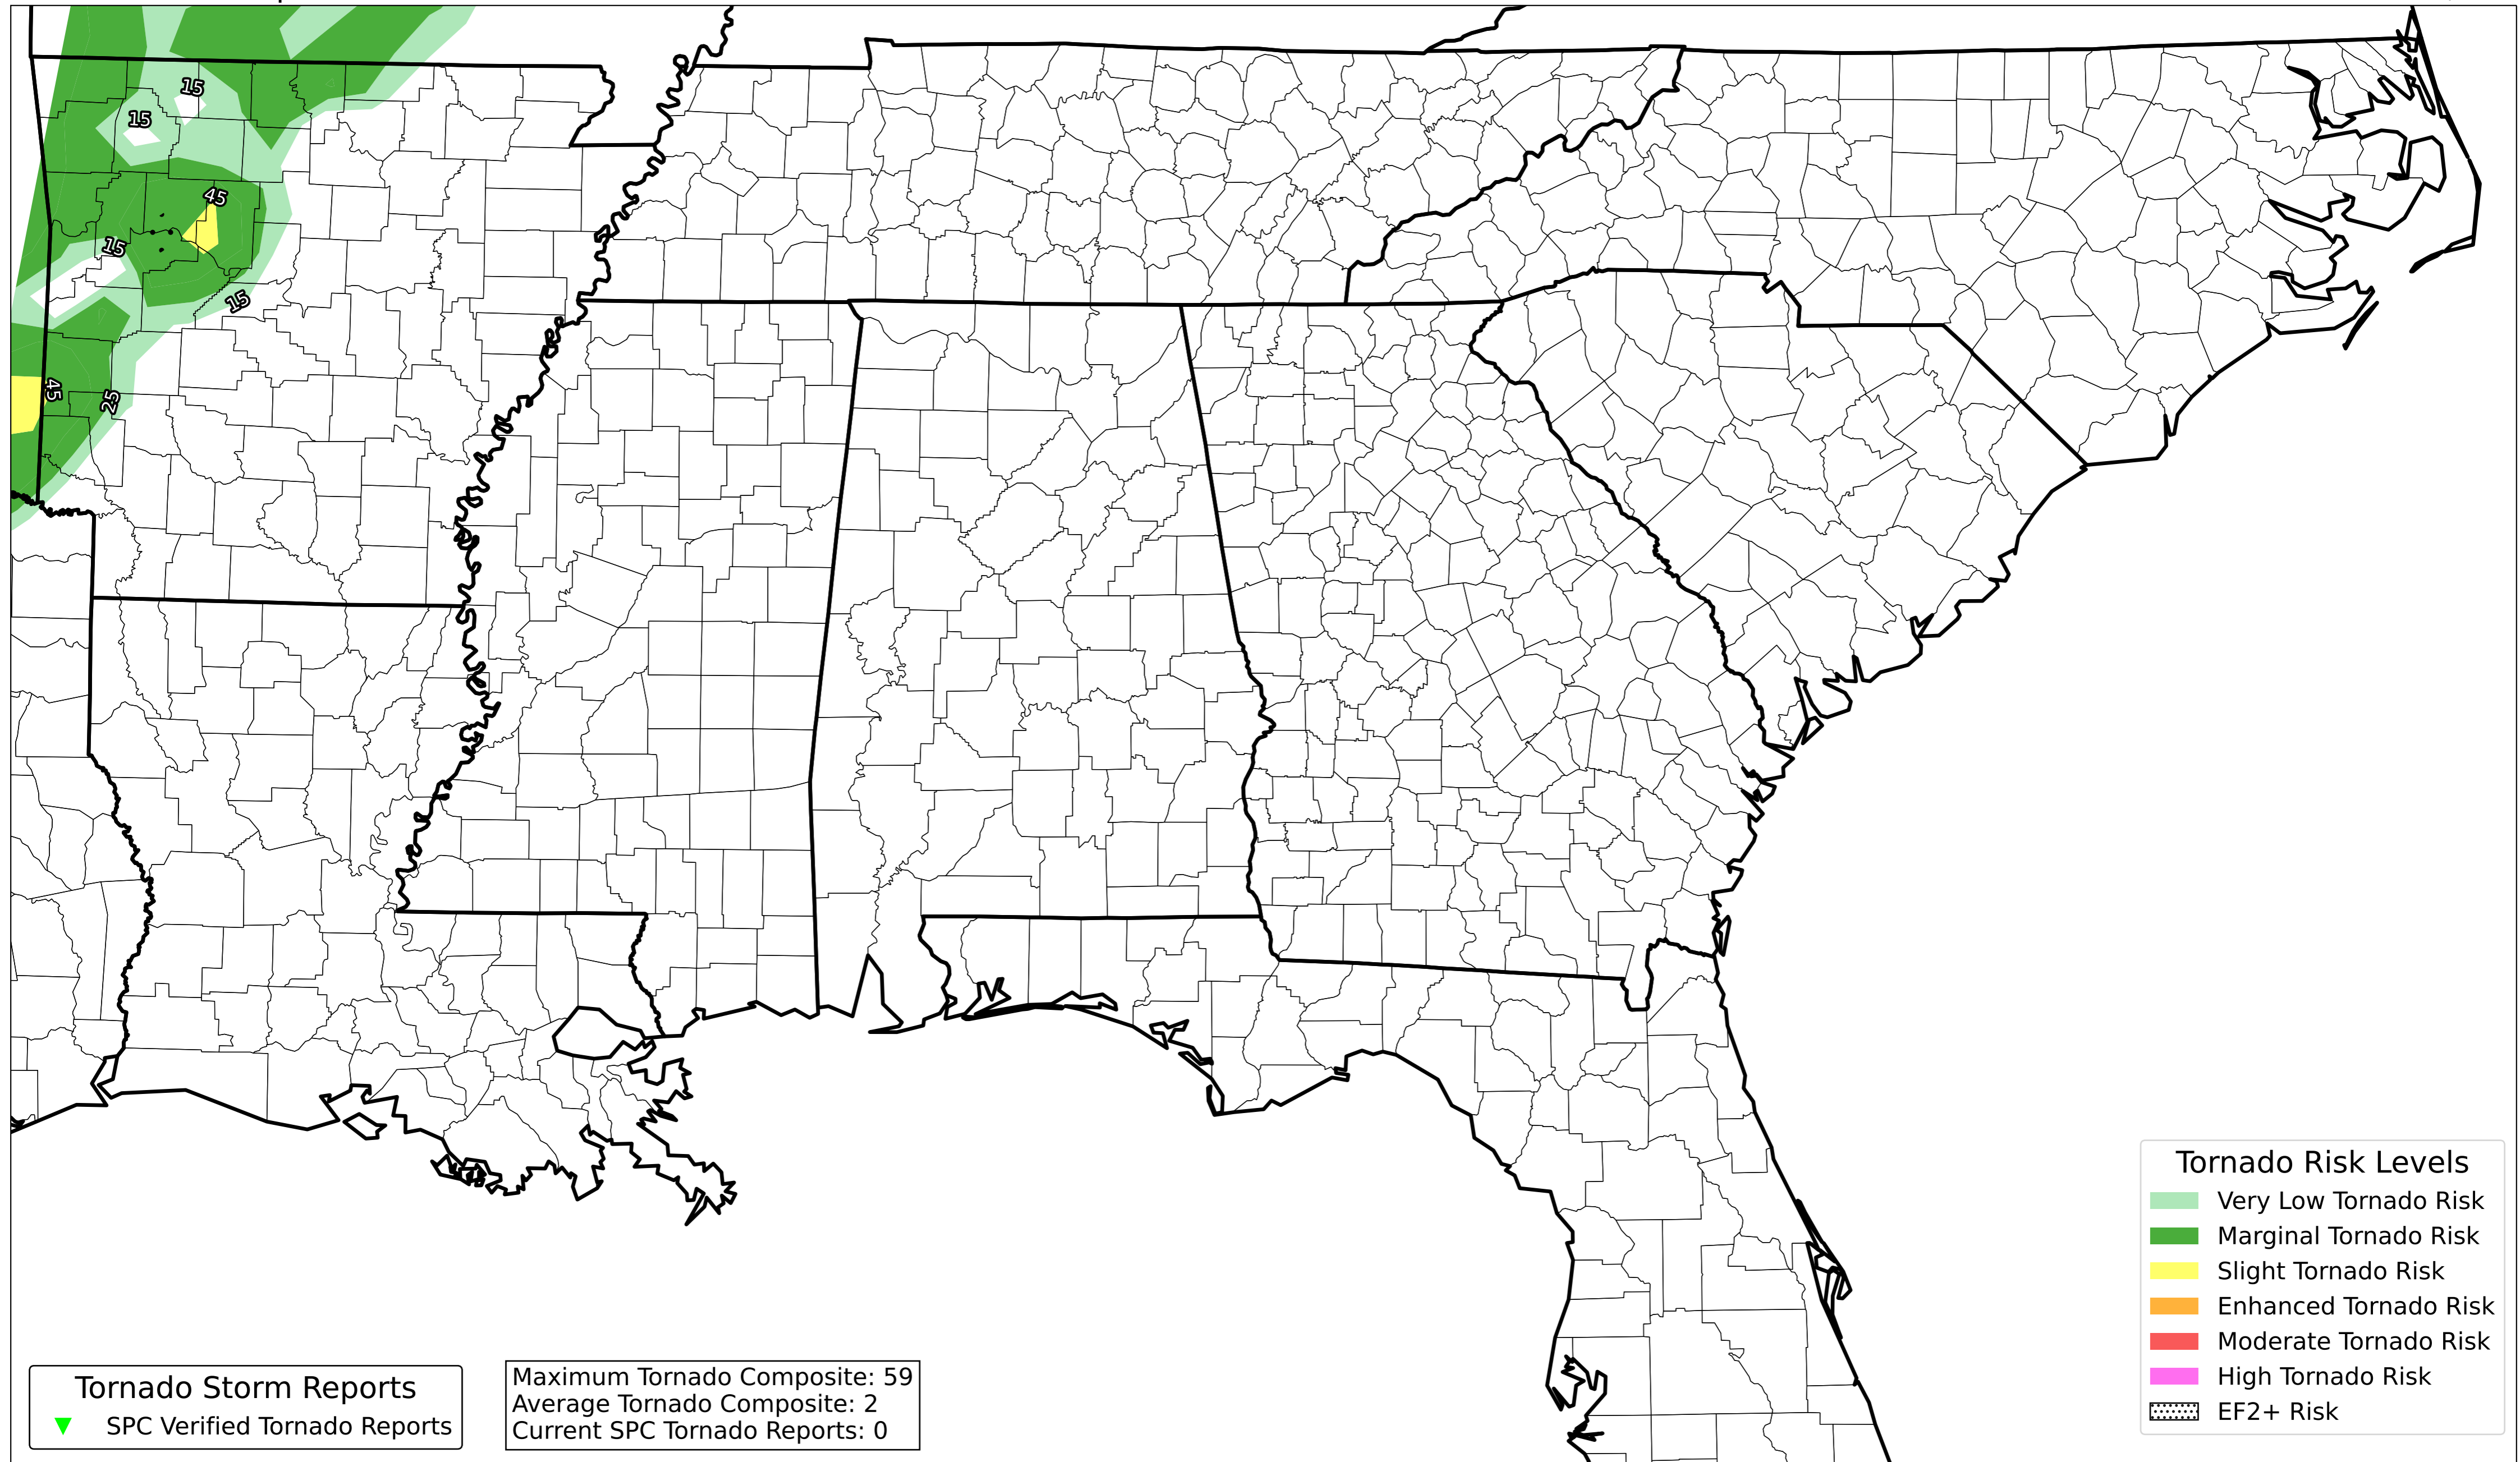 15
15
45
15
15
45
25
Tornado Risk Levels
Very Low Tornado Risk
Marginal Tornado Risk
Slight Tornado Risk
Enhanced Tornado Risk
Moderate Tornado Risk
High Tornado Risk
EF2+ Risk
Tornado Storm Reports
SPC Verified Tornado Reports
Maximum Tornado Composite: 59
Average Tornado Composite: 2
Current SPC Tornado Reports: 0